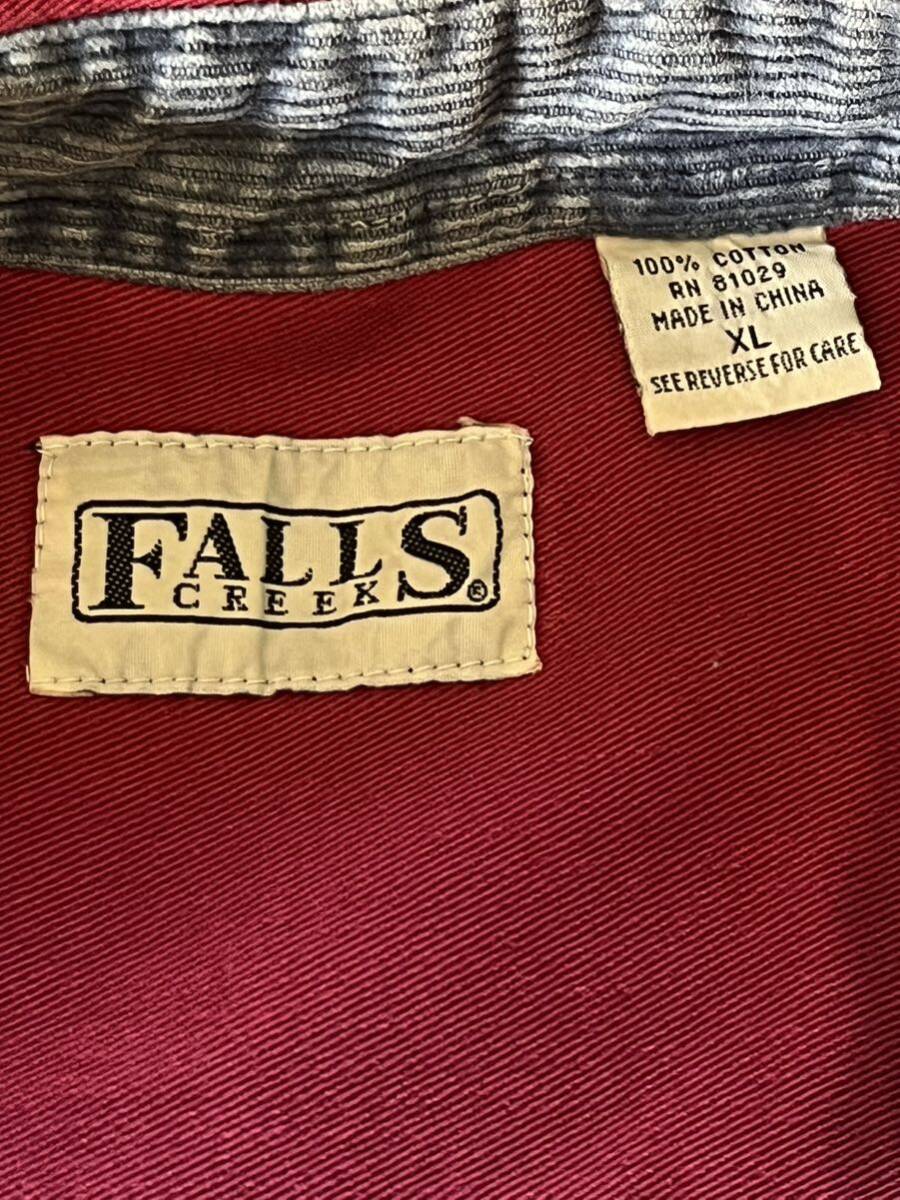 100% COTTON
RN 81029
MADE IN CHINA
XL
SEE REVERSE FOR CARE
FALLS
CREEK®